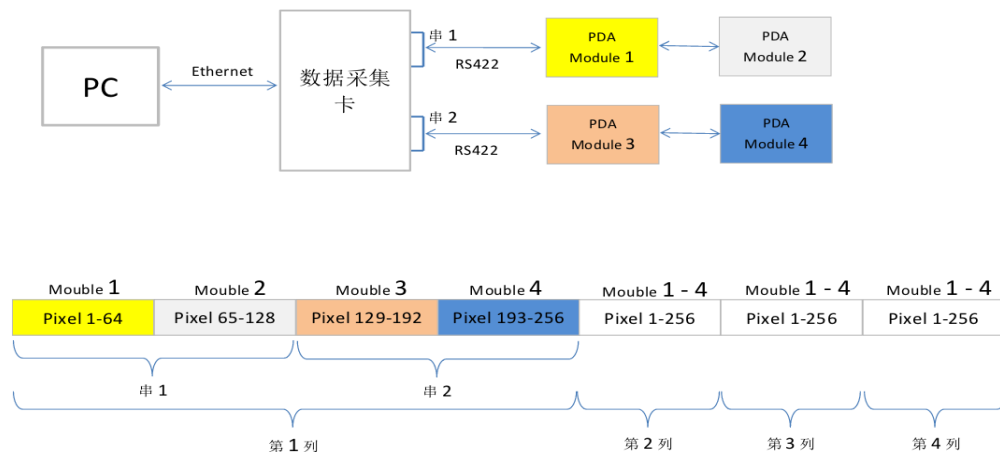 PC
Ethernet
数据采集
卡
串 1
RS422
PDA
Module 1
PDA
Module 2
串 2
RS422
PDA
Module 3
PDA
Module 4
Mouble 1
Mouble 2
Mouble 3
Mouble 4
Mouble 1 - 4
Mouble 1 - 4
Mouble 1 - 4
Pixel 1-64
Pixel 65-128
Pixel 129-192
Pixel 193-256
Pixel 1-256
Pixel 1-256
Pixel 1-256
串 1
串 2
第 1 列
第 2 列
第 3 列
第 4 列